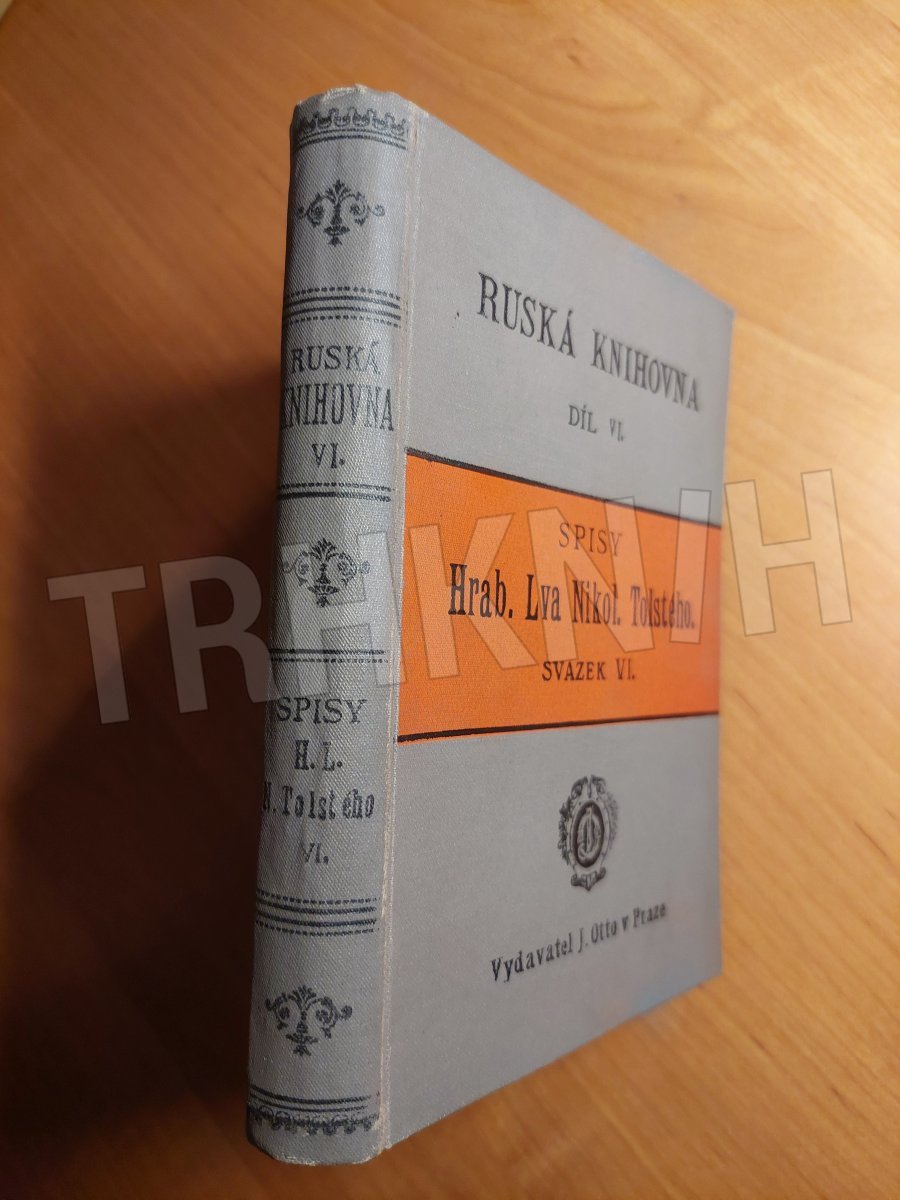 RUSKÁ
KNIHOVNA
VI.
SPISY
H. L.
N. Tolstého
VI.
RUSKÁ KNIHOVNA
DÍL VI.
SPISY
Hrab. Lva Nikol. Tolstého.
SVAZEK VI.
Vydavatel J. Otto v Praze
TRHKNIH